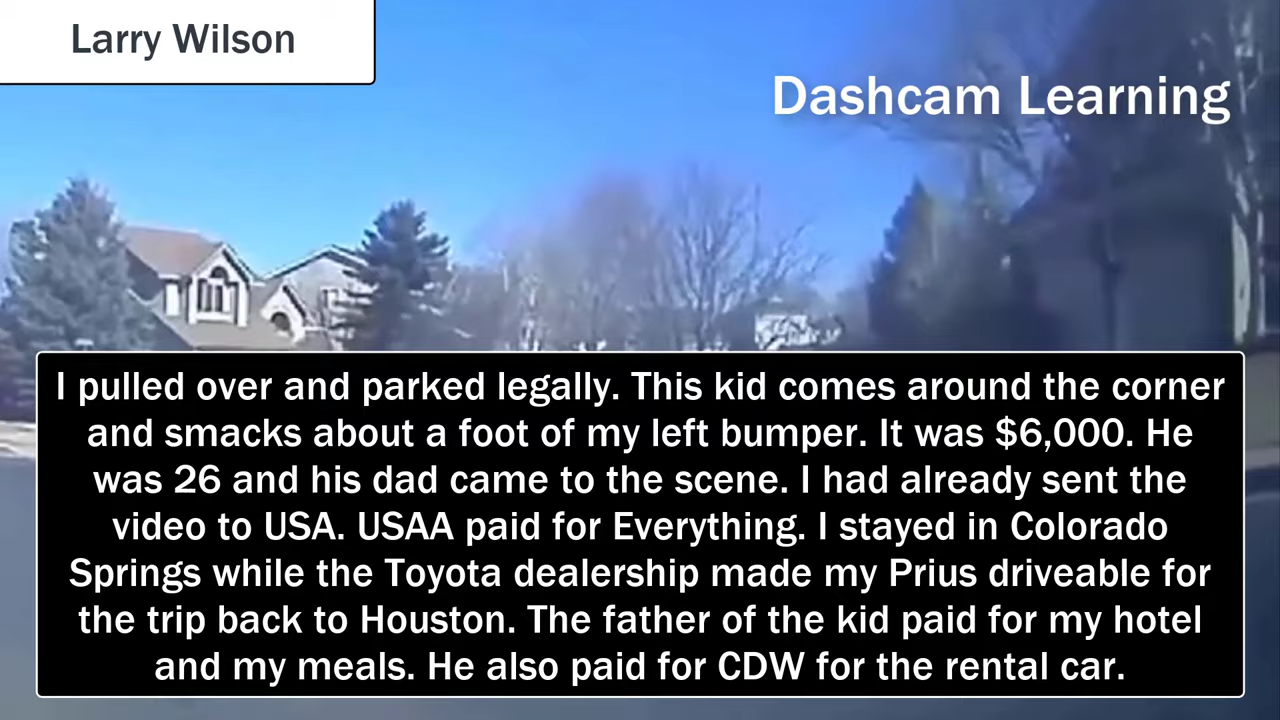 Larry Wilson
Dashcam Learning
I pulled over and parked legally. This kid comes around the corner
and smacks about a foot of my left bumper. It was $6,000. He
was 26 and his dad came to the scene. I had already sent the
video to USA. USAA paid for Everything. I stayed in Colorado
Springs while the Toyota dealership made my Prius driveable for
the trip back to Houston. The father of the kid paid for my hotel
and my meals. He also paid for CDW for the rental car.